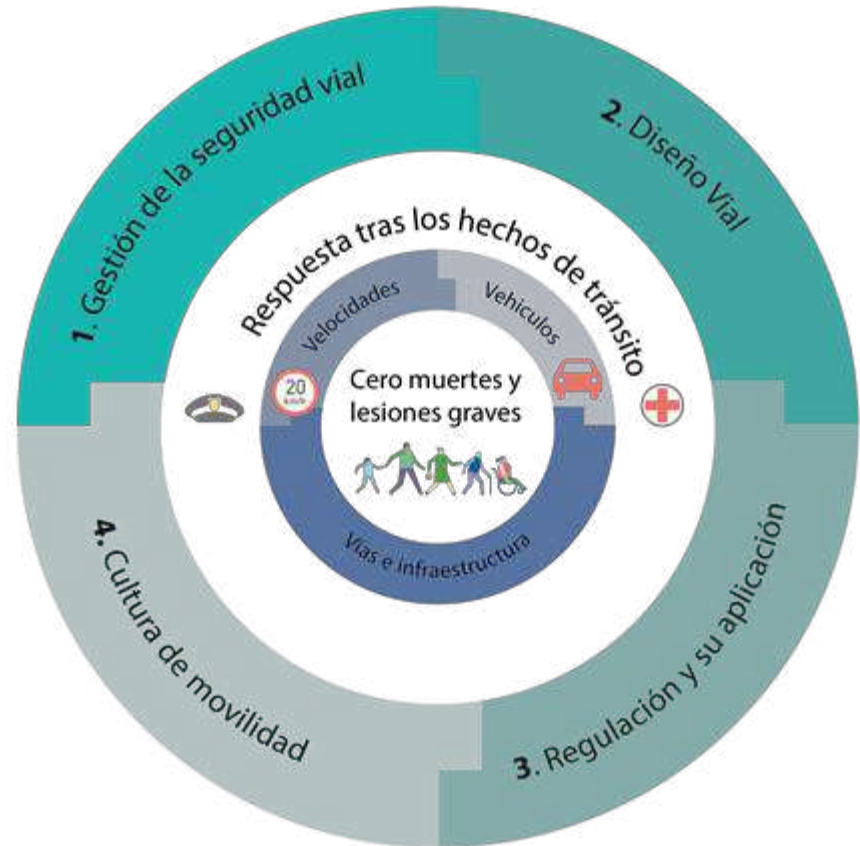 1. Gestión de la seguridad vial
2. Diseño Vial
Respuesta tras los hechos de tránsito
Velocidades
Vehículos
20
km/h
Cero muertes y
lesiones graves
Vías e infraestructura
4. Cultura de movilidad
3. Regulación y su aplicación